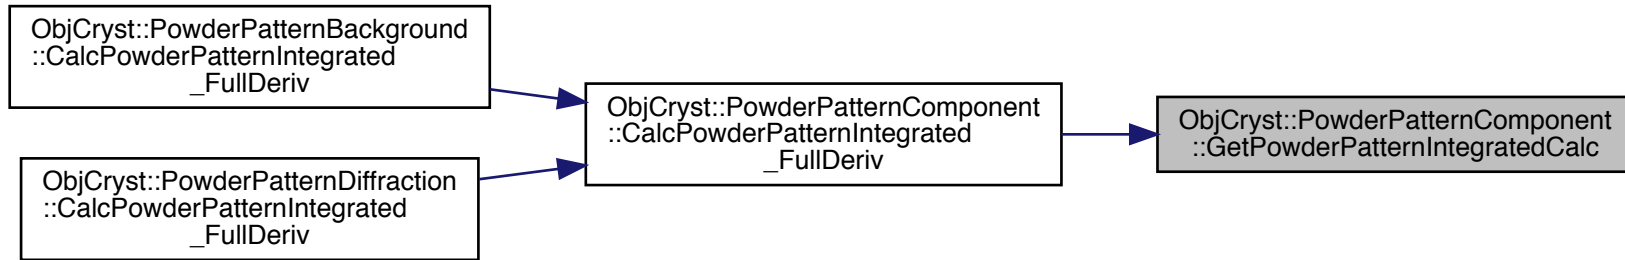 ObjCryst::PowderPatternBackground
::CalcPowderPatternIntegrated
_FullDeriv
ObjCryst::PowderPatternDiffraction
::CalcPowderPatternIntegrated
_FullDeriv
ObjCryst::PowderPatternComponent
::CalcPowderPatternIntegrated
_FullDeriv
ObjCryst::PowderPatternComponent
::GetPowderPatternIntegratedCalc